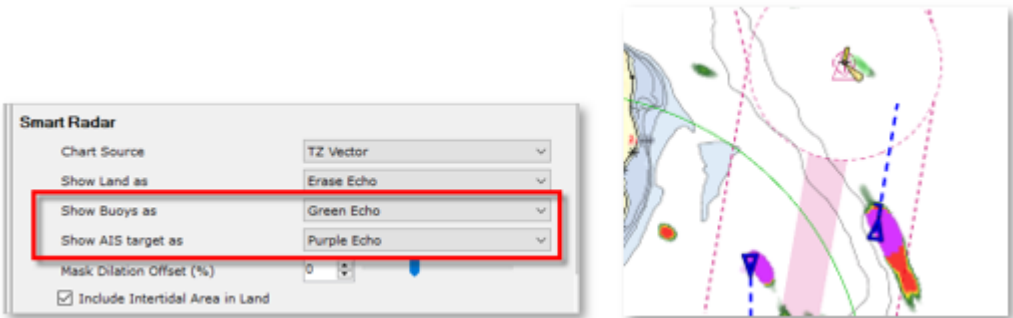 Smart Radar
Chart Source TZ Vector
Show Land as Erase Echo
Show Buoys as Green Echo
Show AIS target as Purple Echo
Mask Dilation Offset (%) 0
Include Intertidal Area in Land